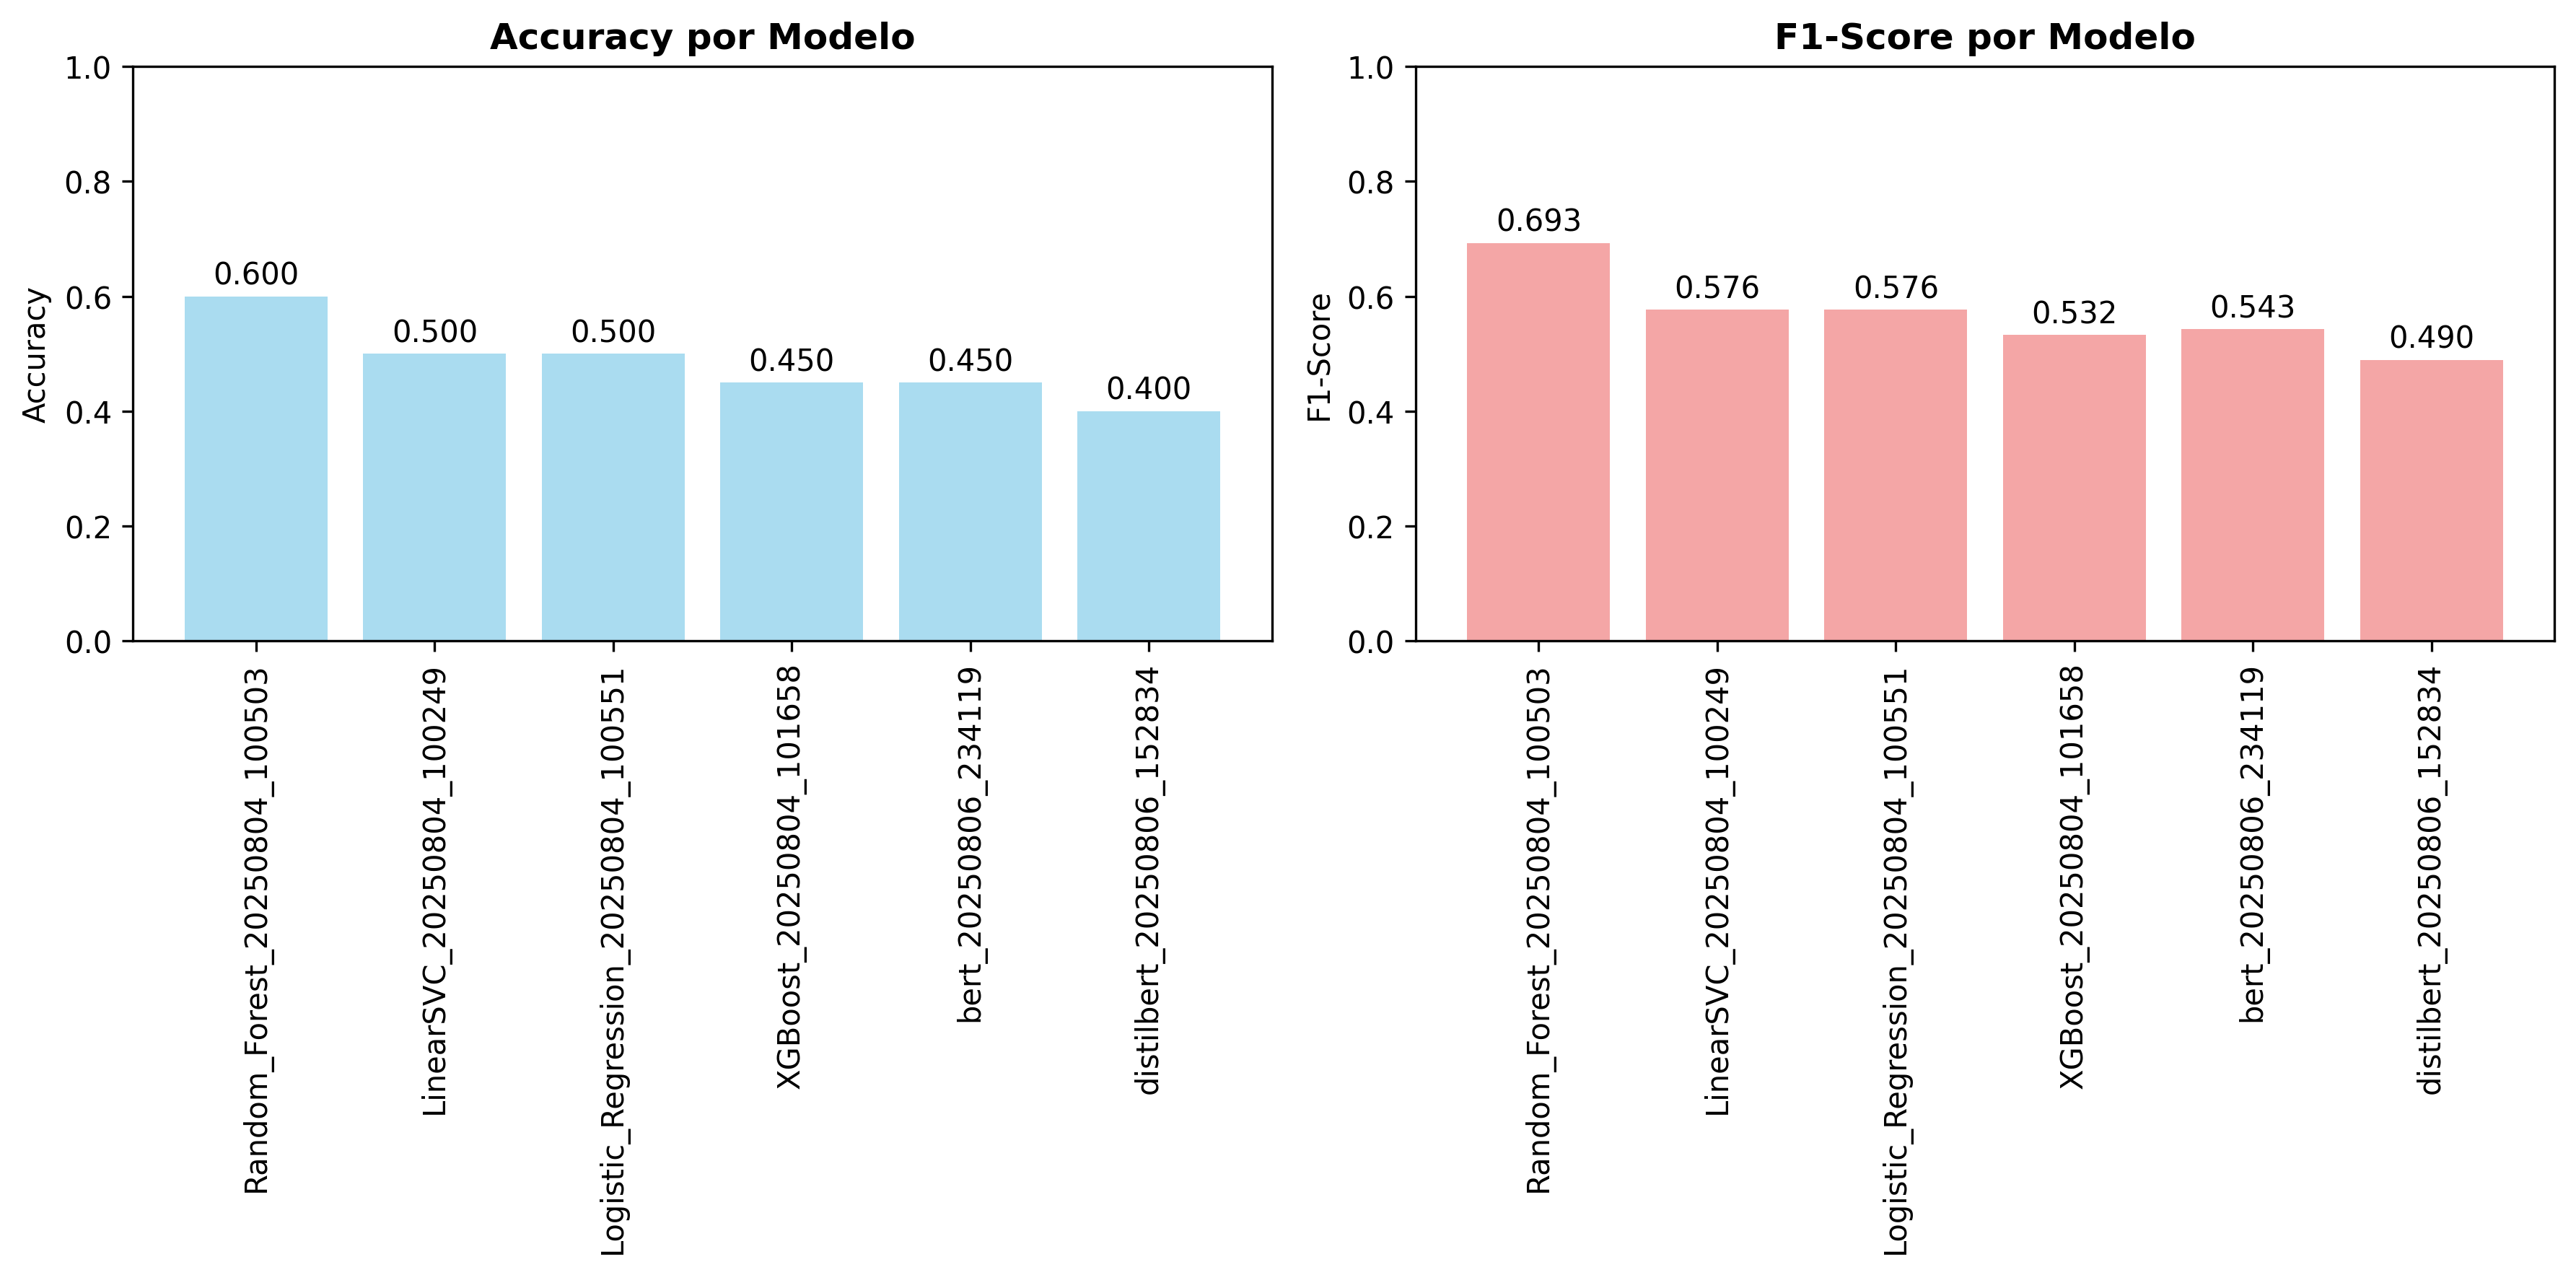 Accuracy por Modelo
Accuracy
1.0
0.8
0.6
0.4
0.2
0.0
0.600
0.500
0.500
0.450
0.450
0.400
Random_Forest_20250804_100503
LinearSVC_20250804_100249
Logistic_Regression_20250804_100551
XGBoost_20250804_101658
bert_20250806_234119
distilbert_20250806_152834
F1-Score por Modelo
F1-Score
1.0
0.8
0.6
0.4
0.2
0.0
0.693
0.576
0.576
0.532
0.543
0.490
Random_Forest_20250804_100503
LinearSVC_20250804_100249
Logistic_Regression_20250804_100551
XGBoost_20250804_101658
bert_20250806_234119
distilbert_20250806_152834